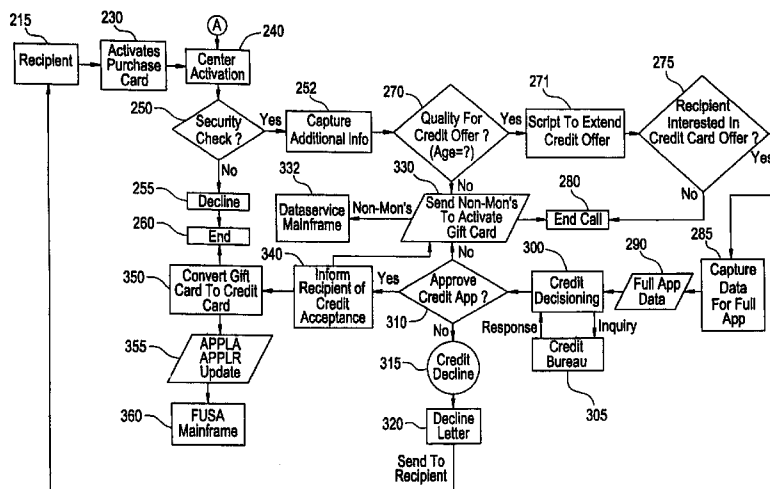 215
230
A
240
Recipient
Activates
Purchase
Card
Center
Activation
250
Security
Check ?
Yes
No
252
Capture
Additional Info
270
Quality For
Credit Offer ?
(Age=?)
Yes
No
271
Script To Extend
Credit Offer
275
Recipient
Interested In
Credit Card Offer ?
Yes
No
255
Decline
260
End
332
Dataservice
Mainframe
Non-Mon's
330
Send Non-Mon's
To Activate
Gift Card
280
End Call
285
Capture
Data
For Full
App
290
Full App
Data
300
Credit
Decisioning
Response
Inquiry
Credit
Bureau
305
Approve
Credit App ?
310
Yes
No
340
Inform
Recipient
of Credit
Acceptance
350
Convert Gift
Card To Credit
Card
355
APPLA
APPLR
Update
360
FUSA
Mainframe
315
Credit
Decline
320
Decline
Letter
Send To
Recipient